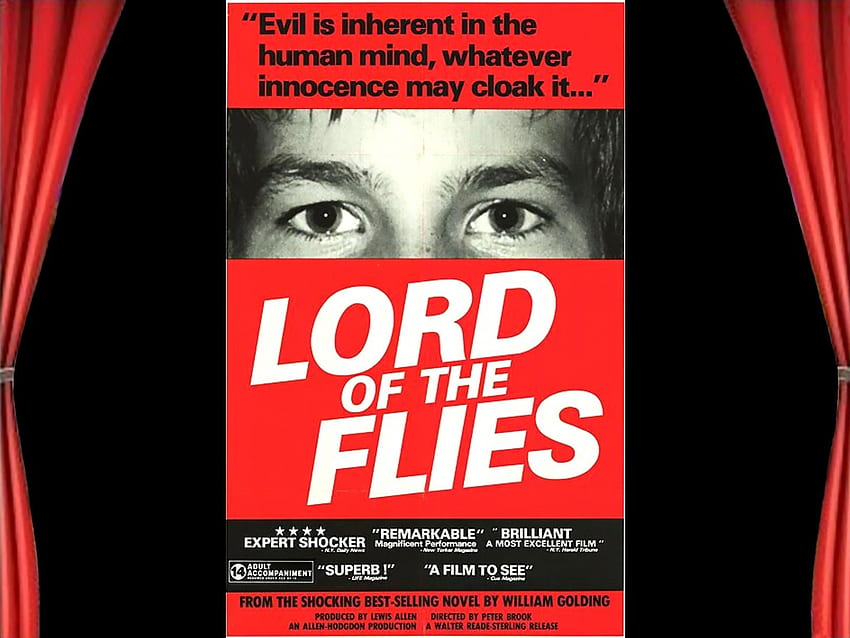 "Evil is inherent in the
human mind, whatever
innocence may cloak it..."
LORD
OF THE
FLIES
★★★★
EXPERT SHOCKER
- N.Y. Daily News
"REMARKABLE"
Magnificent Performance
- New Yorker Magazine
"BRILLIANT
A MOST EXCELLENT FILM"
- N.Y. Herald Tribune
14 ADULT
ACCOMPANIMENT
"SUPERB!"
- LIFE Magazine
"A FILM TO SEE"
- Cue Magazine
FROM THE SHOCKING BEST-SELLING NOVEL BY WILLIAM GOLDING
PRODUCED BY LEWIS ALLEN DIRECTED BY PETER BROOK
AN ALLEN-HODGDON PRODUCTION A WALTER READE-STERLING RELEASE